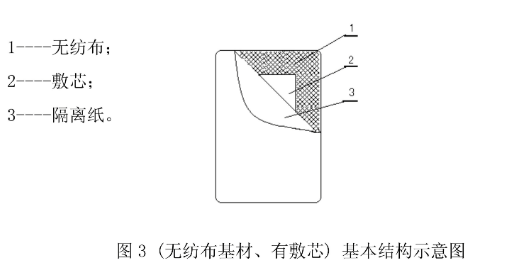 1----无纺布；
2----敷芯；
3----隔离纸。
1
2
3
图 3 (无纺布基材、有敷芯) 基本结构示意图